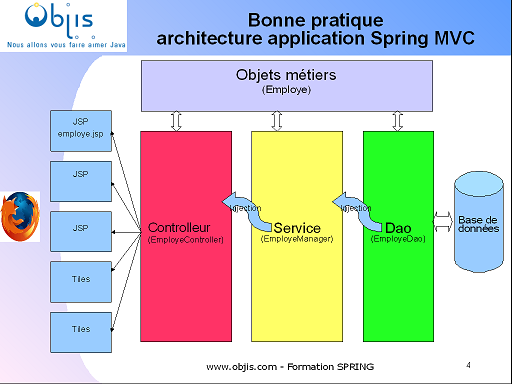 Objis
Nous allons vous faire aimer Java
Bonne pratique
architecture application Spring MVC
Objets métiers
(Employe)
JSP
employe.jsp
JSP
JSP
Tiles
Tiles
Controlleur
(EmployeController)
Injection
Service
(EmployeManager)
Injection
Dao
(EmployeDao)
Base de
données
www.objis.com - Formation SPRING
4